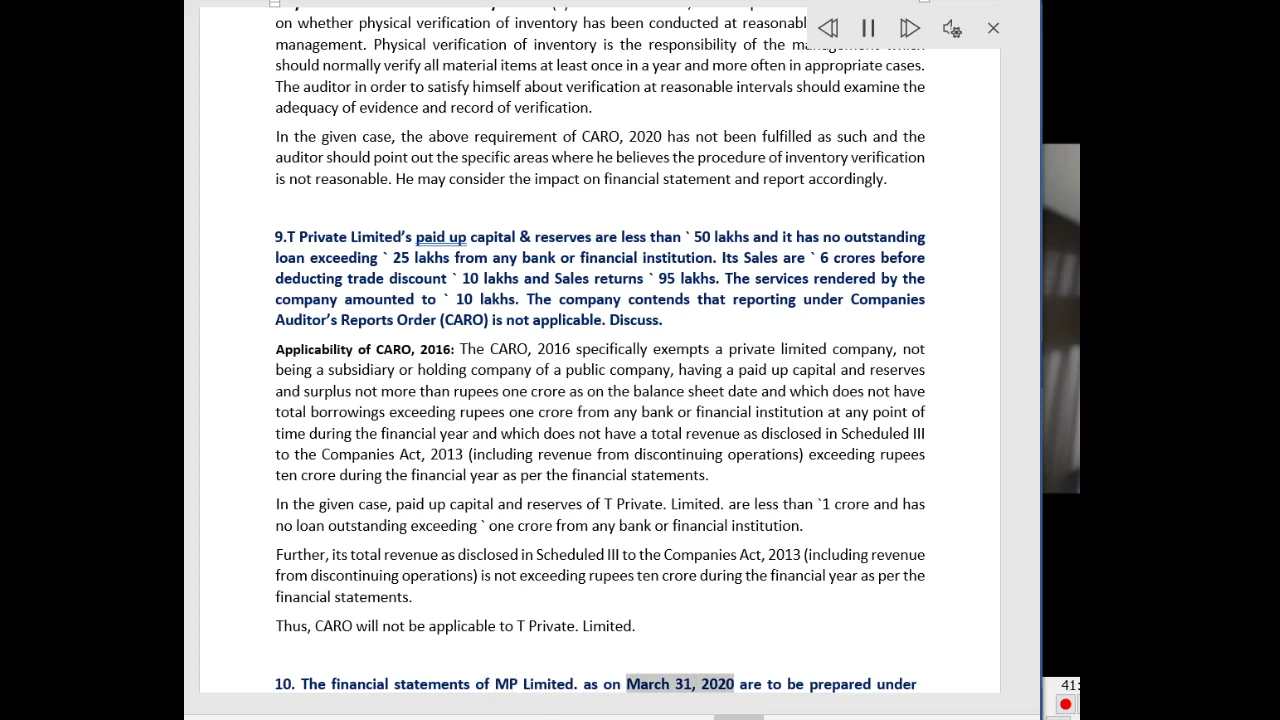 on whether physical verification of inventory has been conducted at
management. Physical verification of inventory is the responsibility of the
should normally verify all material items at least once in a year and more often in appropriate cases.
The auditor in order to satisfy himself about verification at reasonable intervals should examine the
adequacy of evidence and record of verification.
In the given case, the above requirement of CARO, 2020 has not been fulfilled as such and the
auditor should point out the specific areas where he believes the procedure of inventory verification
is not reasonable. He may consider the impact on financial statement and report accordingly.
9.T Private Limited's paid up capital & reserves are less than ` 50 lakhs and it has no outstanding
loan exceeding ` 25 lakhs from any bank or financial institution. Its Sales are ` 6 crores before
deducting trade discount ` 10 lakhs and Sales returns ` 95 lakhs. The services rendered by the
company amounted to ` 10 lakhs. The company contends that reporting under Companies
Auditor's Reports Order (CARO) is not applicable. Discuss.
Applicability of CARO, 2016: The CARO, 2016 specifically exempts a private limited company, not
being a subsidiary or holding company of a public company, having a paid up capital and reserves
and surplus not more than rupees one crore as on the balance sheet date and which does not have
total borrowings exceeding rupees one crore from any bank or financial institution at any point of
time during the financial year and which does not have a total revenue as disclosed in Scheduled III
to the Companies Act, 2013 (including revenue from discontinuing operations) exceeding rupees
ten crore during the financial year as per the financial statements.
In the given case, paid up capital and reserves of T Private. Limited. are less than `1 crore and has
no loan outstanding exceeding ` one crore from any bank or financial institution.
Further, its total revenue as disclosed in Scheduled III to the Companies Act, 2013 (including revenue
from discontinuing operations) is not exceeding rupees ten crore during the financial year as per the
financial statements.
Thus, CARO will not be applicable to T Private. Limited.
10. The financial statements of MP Limited. as on March 31, 2020 are to be prepared under
41: